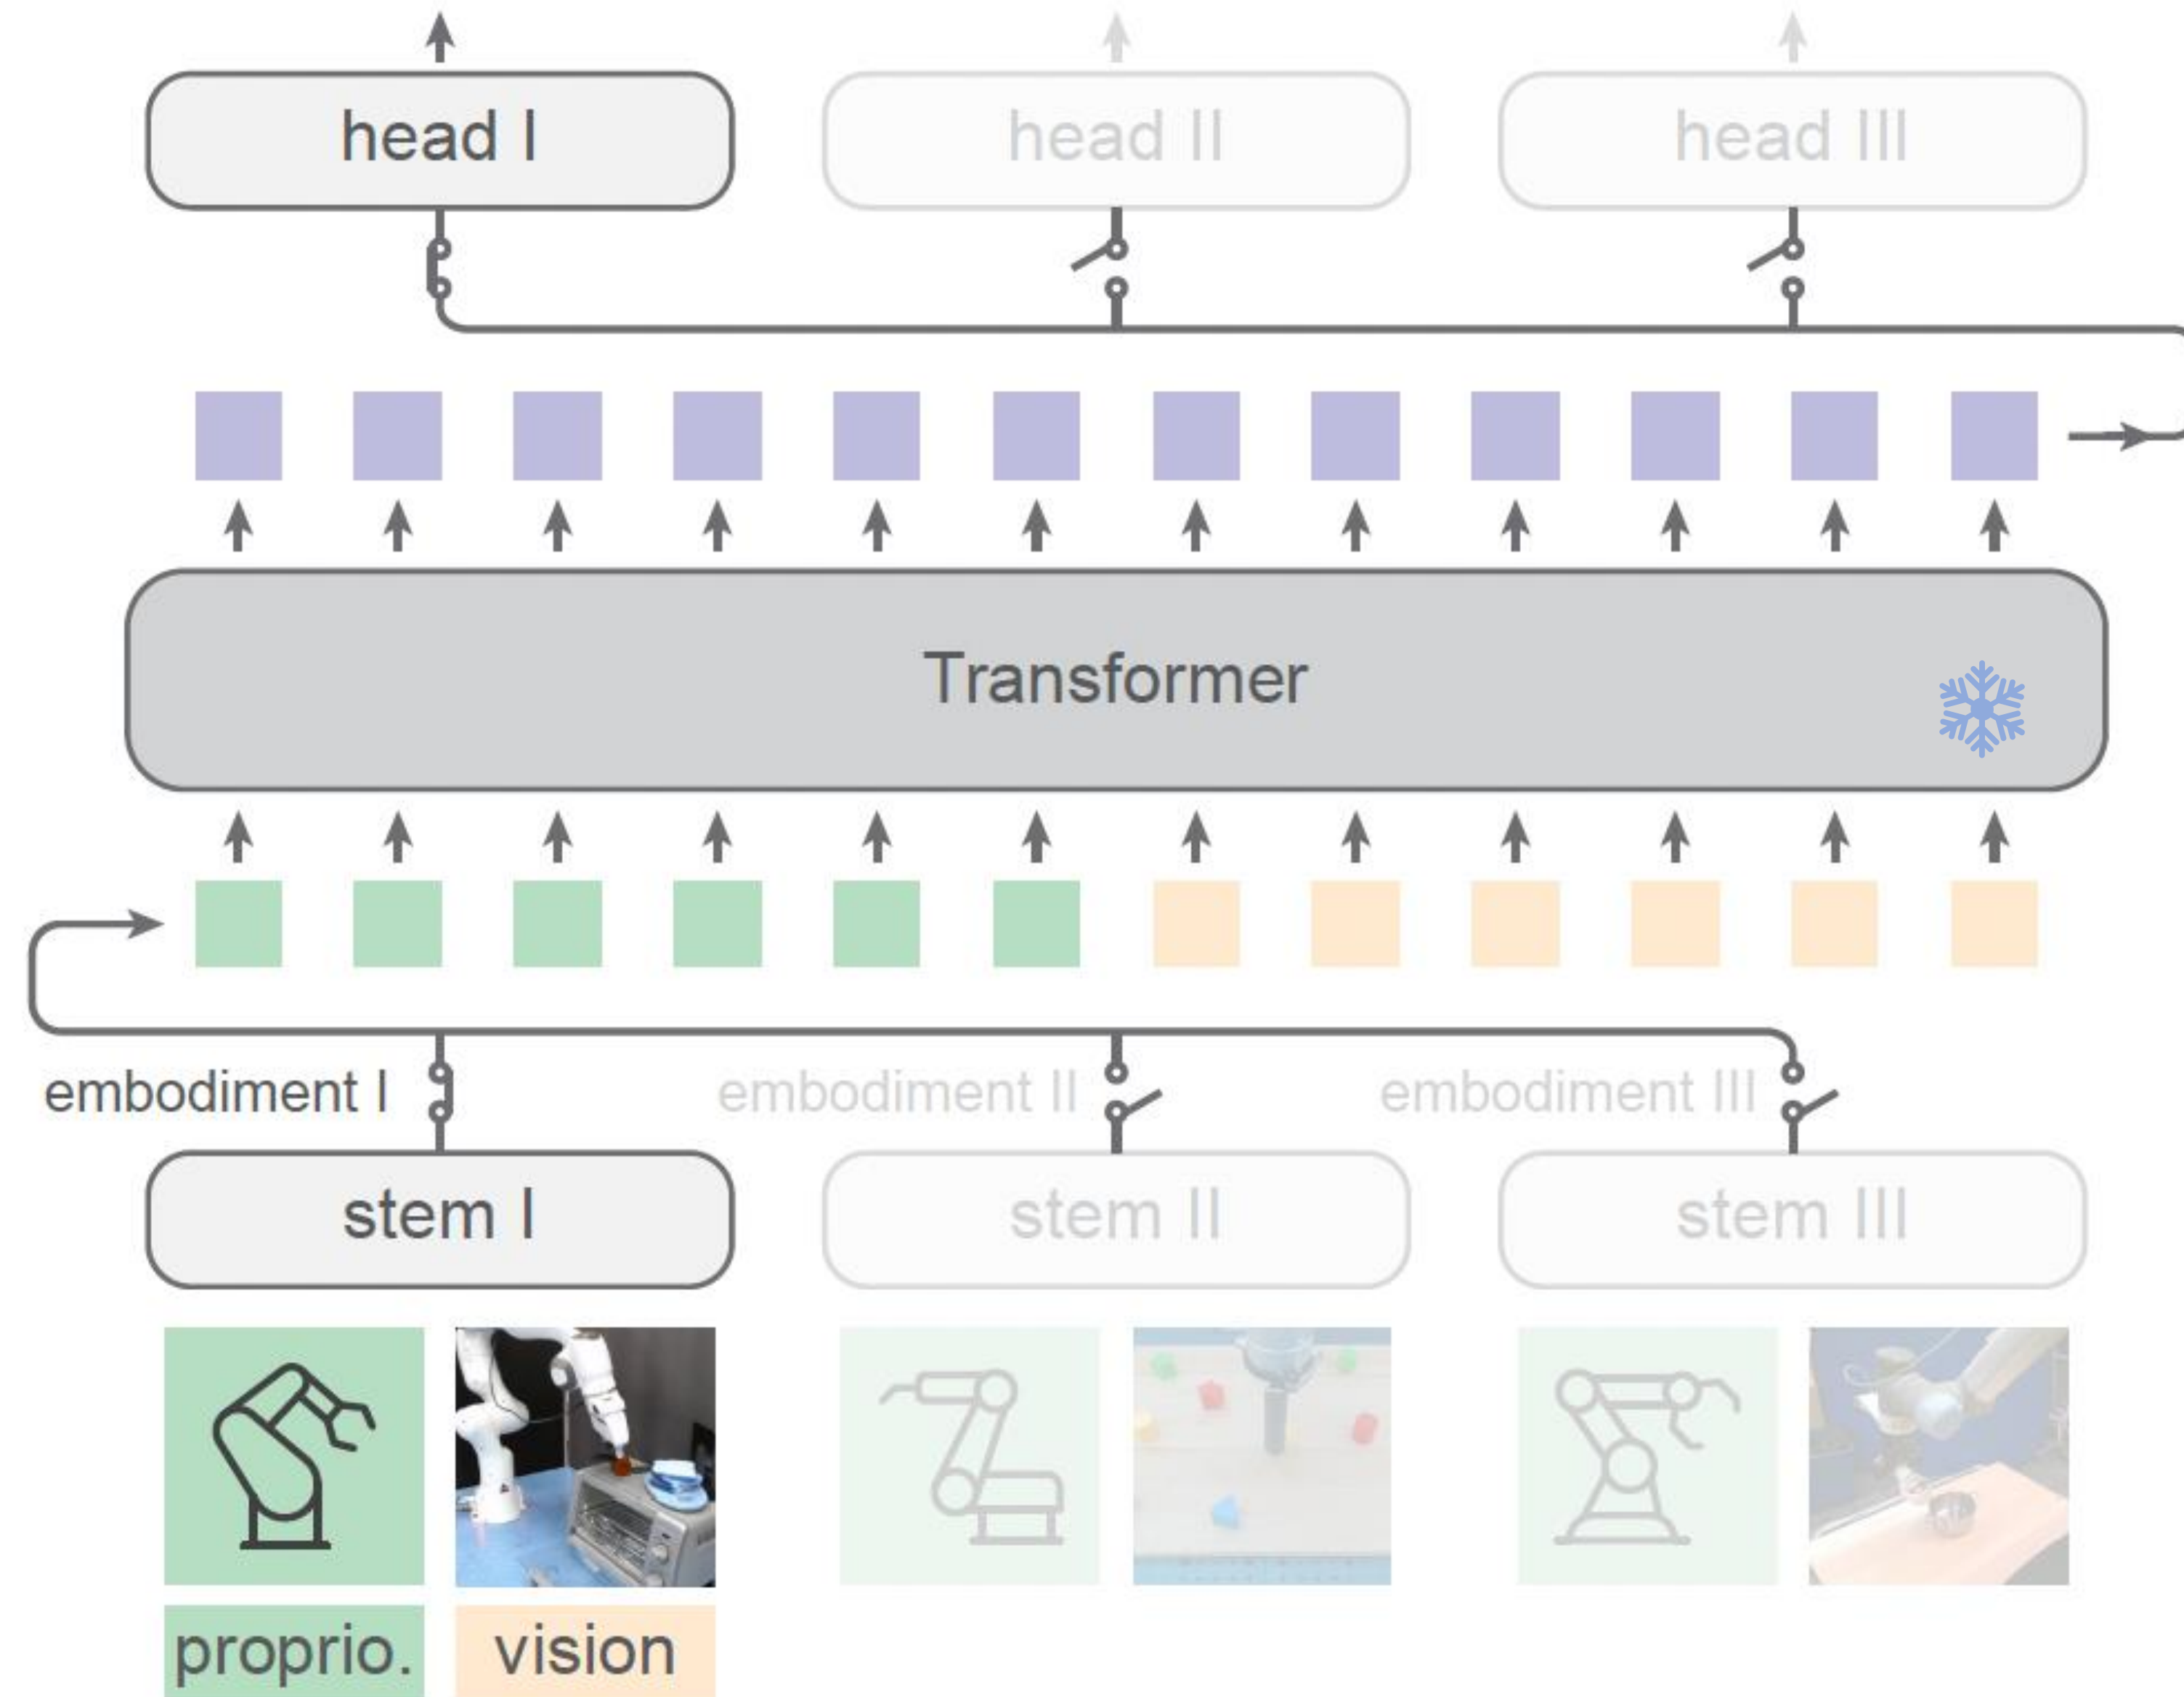 head I
head II
head III
Transformer
embodiment I
embodiment II
embodiment III
stem I
stem II
stem III
proprio.
vision